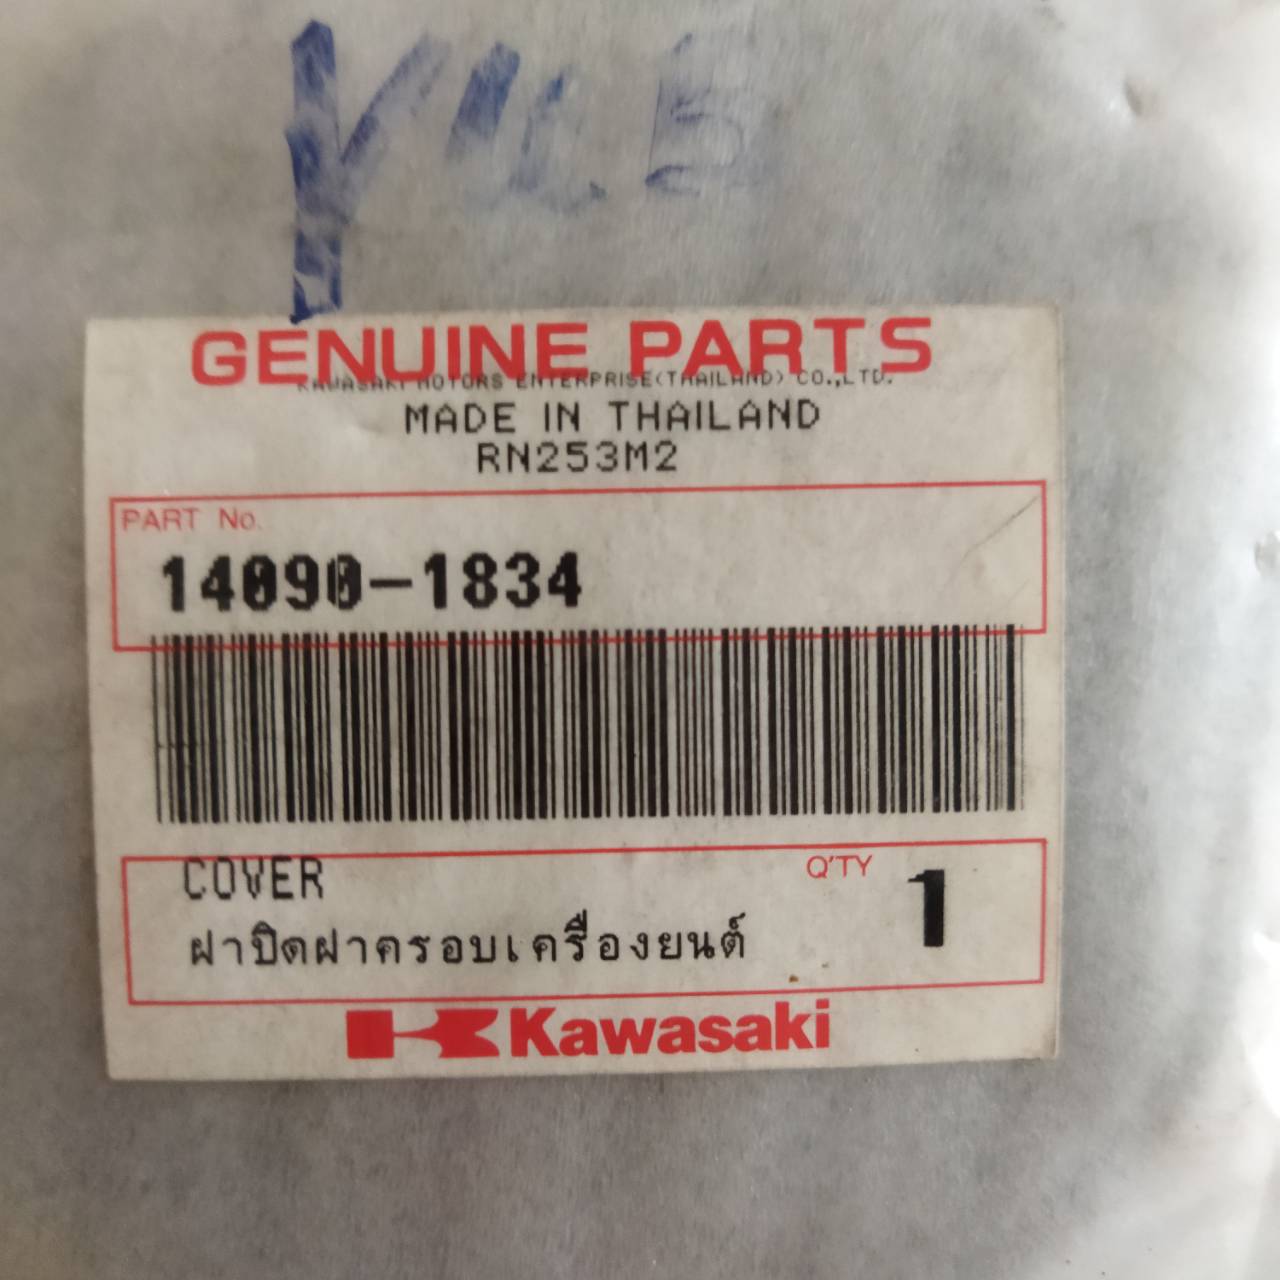 GENUINE PARTS
KAWASAKI MOTORS ENTERPRISE(THAILAND) CO.,LTD.
MADE IN THAILAND
RN253M2
PART No.
14090-1834
COVER
Q'TY 1
ฝาปิดฝาครอบเครื่องยนต์
Kawasaki